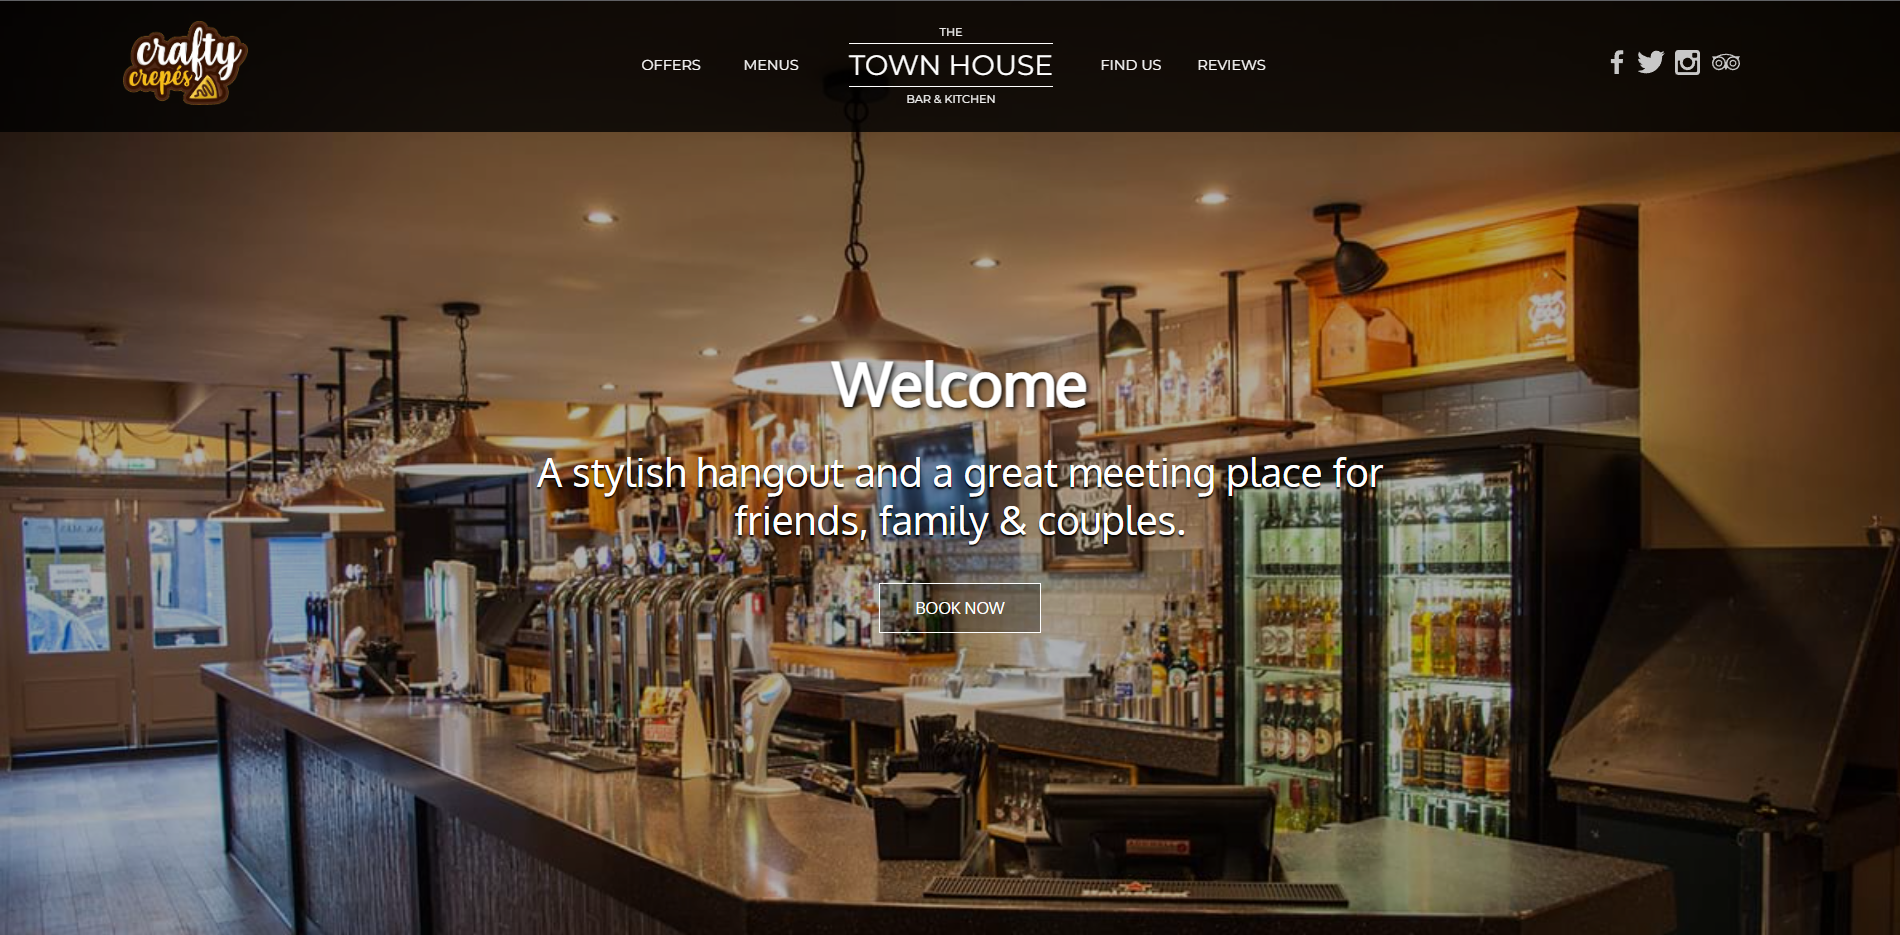 crafty
crepés
OFFERS
MENUS
THE
TOWN HOUSE
BAR & KITCHEN
FIND US
REVIEWS
Welcome
A stylish hangout and a great meeting place for
friends, family & couples.
BOOK NOW